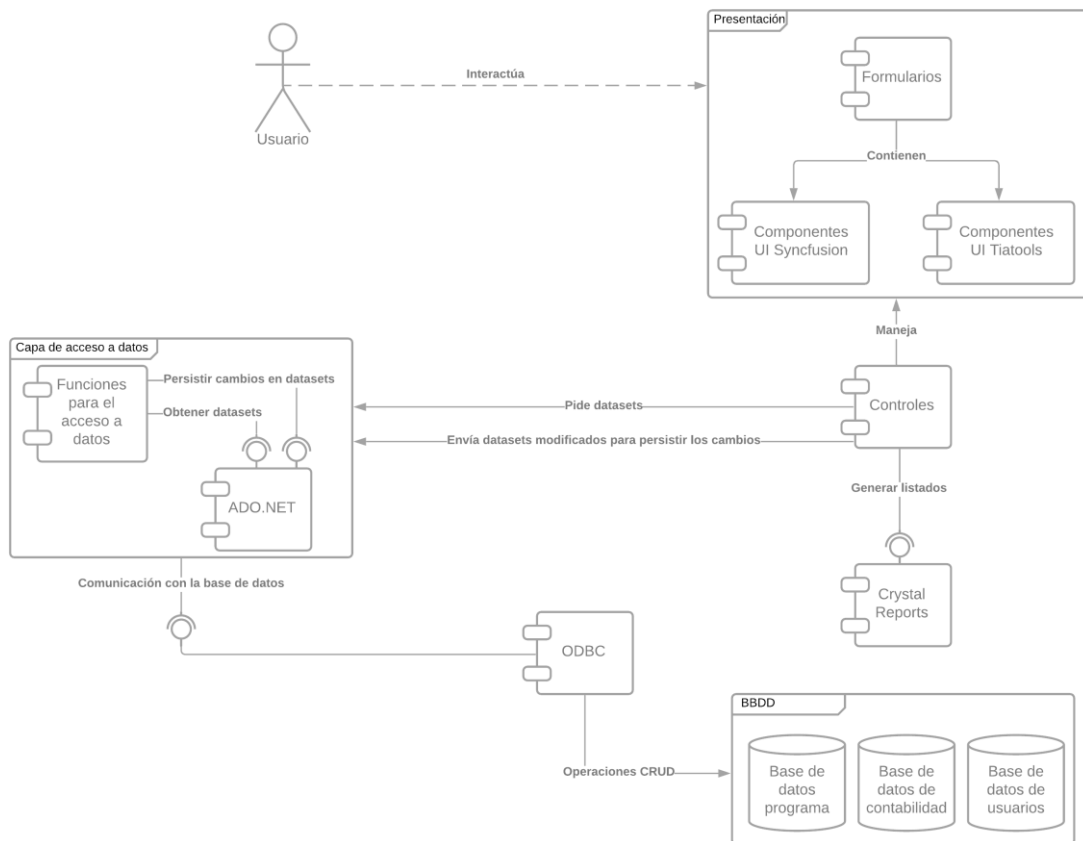 Presentación
Formularios
Interactúa
Usuario
Contienen
Componentes
UI Syncfusion
Componentes
UI Tiatools
Maneja
Capa de acceso a datos
Funciones
para el
acceso a
datos
Persistir cambios en datasets
Obtener datasets
ADO.NET
Pide datasets
Envía datasets modificados para persistir los cambios
Controles
Generar listados
Crystal
Reports
Comunicación con la base de datos
ODBC
Operaciones CRUD
BBDD
Base de
datos
programa
Base de
datos de
contabilidad
Base de
datos de
usuarios